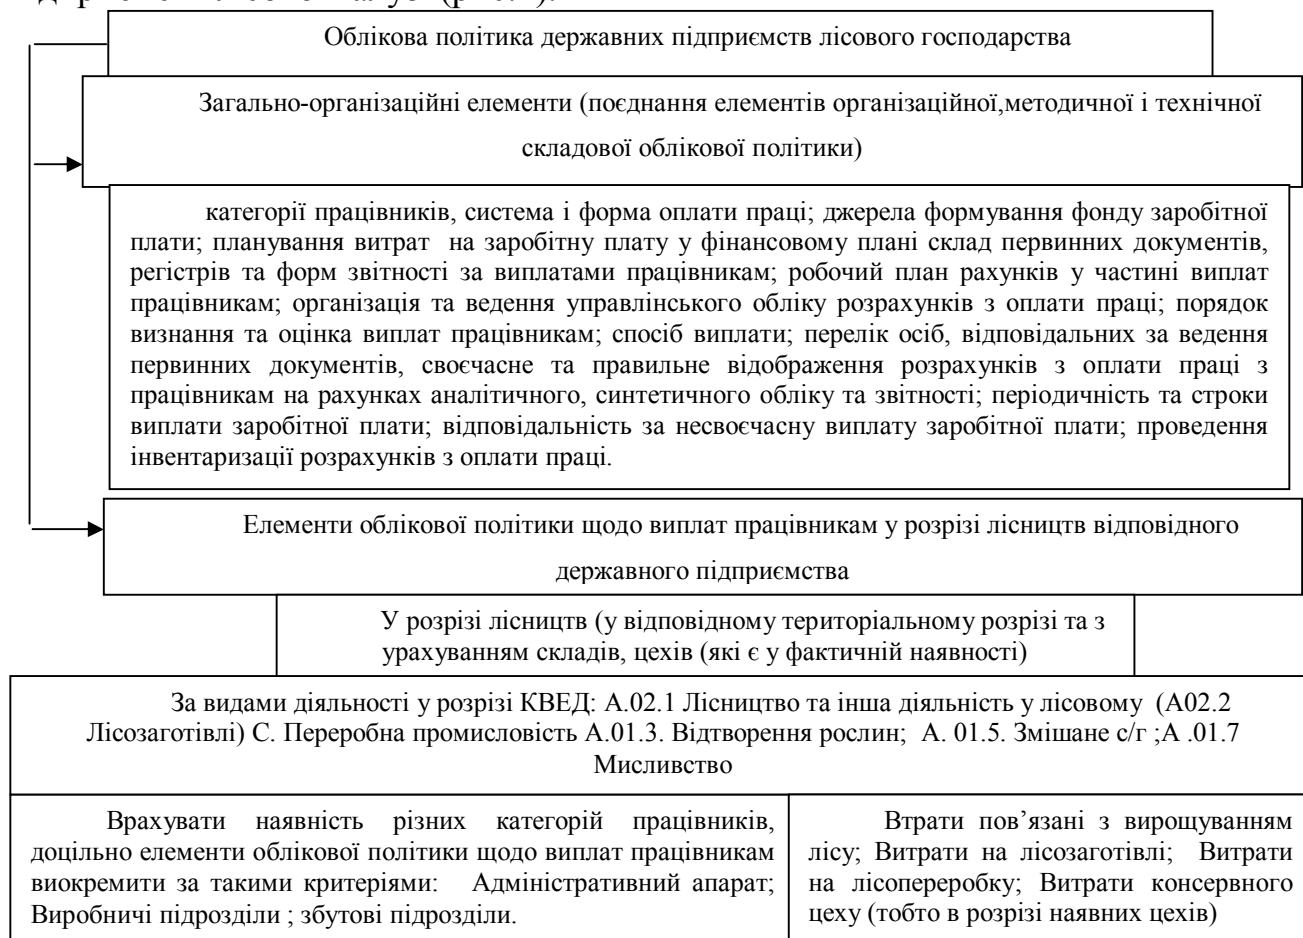 Облікова політика державних підприємств лісового господарства
Загально-організаційні елементи (поєднання елементів організаційної,методичної і технічної
складової облікової політики)
категорії працівників, система і форма оплати праці; джерела формування фонду заробітної
плати; планування витрат на заробітну плату у фінансовому плані склад первинних документів,
регістрів та форм звітності за виплатами працівникам; робочий план рахунків у частині виплат
працівникам; організація та ведення управлінського обліку розрахунків з оплати праці; порядок
визнання та оцінка виплат працівникам; спосіб виплати; перелік осіб, відповідальних за ведення
первинних документів, своєчасне та правильне відображення розрахунків з оплати праці з
працівникам на рахунках аналітичного, синтетичного обліку та звітності; періодичність та строки
виплати заробітної плати; відповідальність за несвоєчасну виплату заробітної плати; проведення
інвентаризації розрахунків з оплати праці.
Елементи облікової політики щодо виплат працівникам у розрізі лісництв відповідного
державного підприємства
У розрізі лісництв (у відповідному територіальному розрізі та з
урахуванням складів, цехів (які є у фактичній наявності)
За видами діяльності у розрізі КВЕД: А.02.1 Лісництво та інша діяльність у лісовому (А02.2
Лісозаготівлі) С. Переробна промисловість А.01.3. Відтворення рослин; А. 01.5. Змішане с/г ;А .01.7
Мисливство
Врахувати наявність різних категорій працівників,
доцільно елементи облікової політики щодо виплат працівникам
виокремити за такими критеріями: Адміністративний апарат;
Виробничі підрозділи ; збутові підрозділи.
Втрати пов’язані з вирощуванням
лісу; Витрати на лісозаготівлі; Витрати
на лісопереробку; Витрати консервного
цеху (тобто в розрізі наявних цехів)